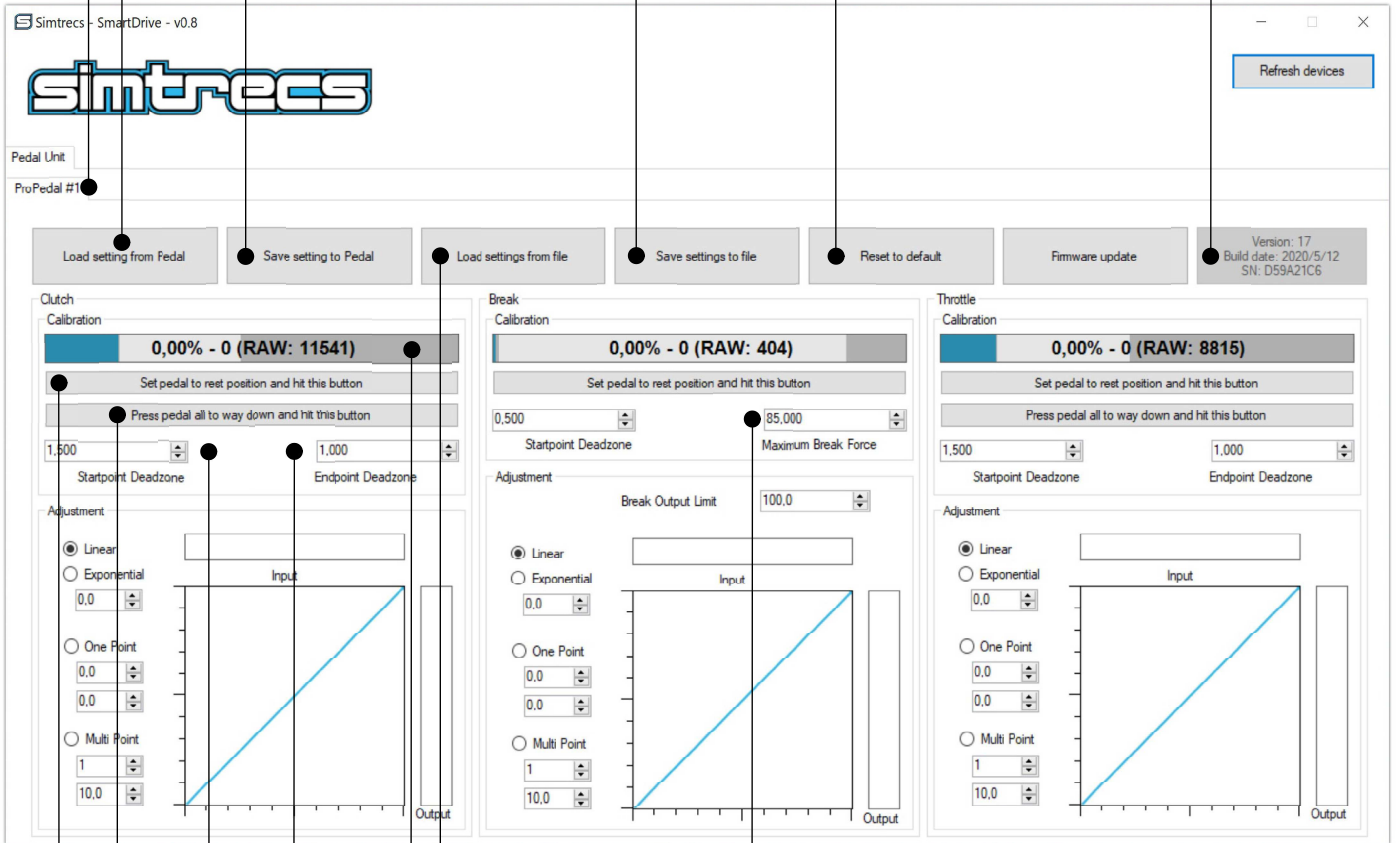 Simtrecs - SmartDrive - v0.8
simtrecs
Refresh devices
Pedal Unit
ProPedal #1
Load setting from Pedal
Save setting to Pedal
Load settings from file
Save settings to file
Reset to default
Firmware update
Version: 17
Build date: 2020/5/12
SN: D59A21C6
Clutch
Calibration
0,00% - 0 (RAW: 11541)
Set pedal to rest position and hit this button
Press pedal all to way down and hit this button
1,500
1,000
Startpoint Deadzone
Endpoint Deadzone
Adjustment
Linear
Exponential
0,0
One Point
0,0
0,0
Multi Point
1
10,0
Input
Output
Break
Calibration
0,00% - 0 (RAW: 404)
Set pedal to rest position and hit this button
0,500
85,000
Startpoint Deadzone
Maximum Break Force
Adjustment
Break Output Limit
100,0
Linear
Exponential
0,0
One Point
0,0
0,0
Multi Point
1
10,0
Input
Output
Throttle
Calibration
0,00% - 0 (RAW: 8815)
Set pedal to rest position and hit this button
Press pedal all to way down and hit this button
1,500
1,000
Startpoint Deadzone
Endpoint Deadzone
Adjustment
Linear
Exponential
0,0
One Point
0,0
0,0
Multi Point
1
10,0
Input
Output